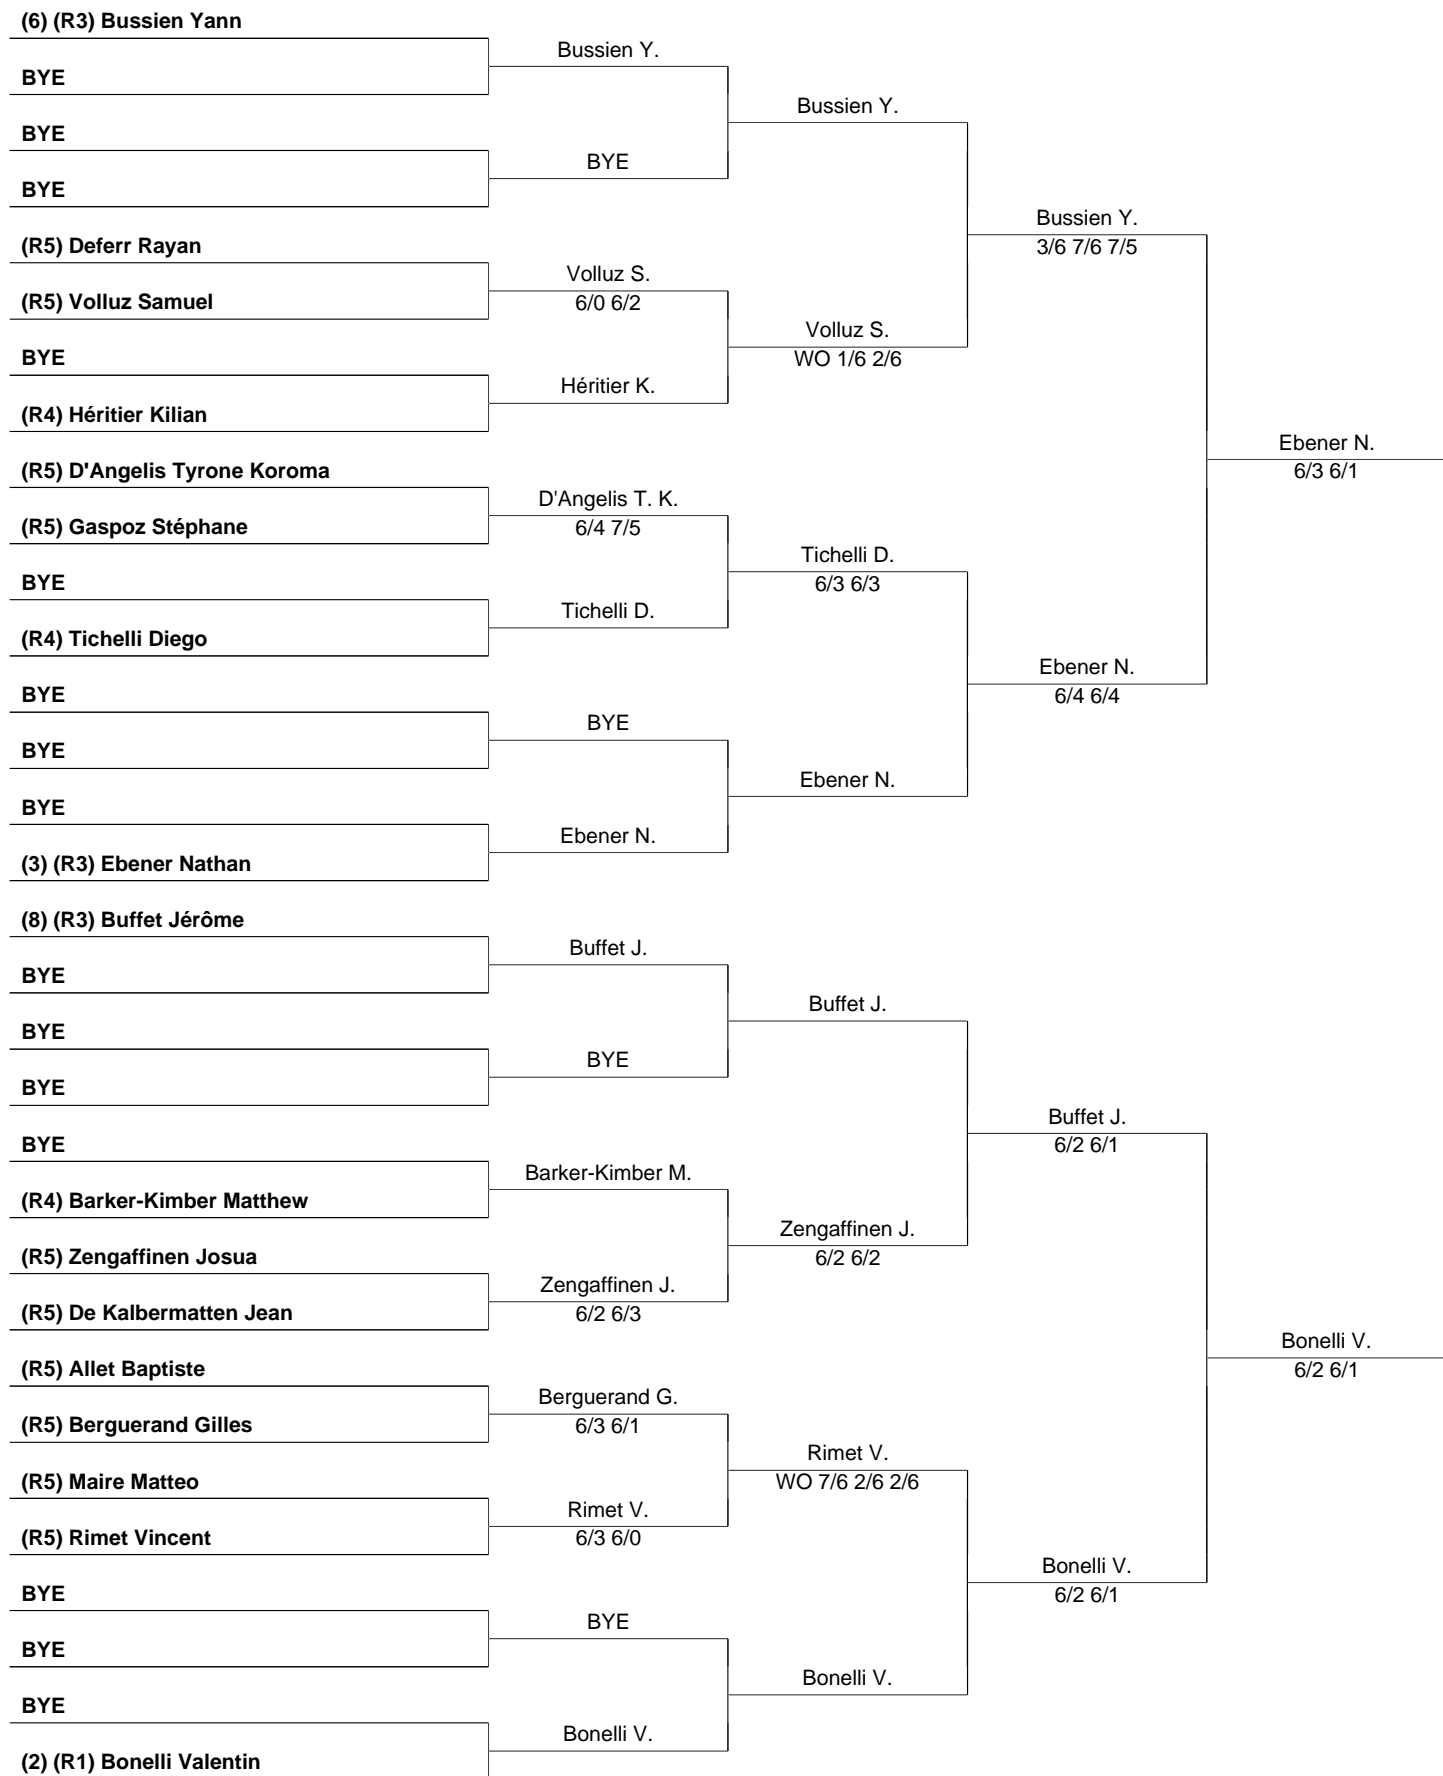 (6) (R3) Bussien Yann
Bussien Y.
BYE
Bussien Y.
BYE
BYE
BYE
Bussien Y.
3/6 7/6 7/5
(R5) Deferr Rayan
Volluz S.
6/0 6/2
(R5) Volluz Samuel
Volluz S.
WO 1/6 2/6
BYE
Héritier K.
(R4) Héritier Kilian
Ebener N.
6/3 6/1
(R5) D'Angelis Tyrone Koroma
D'Angelis T. K.
6/4 7/5
(R5) Gaspoz Stéphane
Tichelli D.
6/3 6/3
BYE
Tichelli D.
(R4) Tichelli Diego
Ebener N.
6/4 6/4
BYE
BYE
BYE
Ebener N.
BYE
Ebener N.
(3) (R3) Ebener Nathan
(8) (R3) Buffet Jérôme
Buffet J.
BYE
Buffet J.
BYE
BYE
BYE
Buffet J.
6/2 6/1
BYE
Barker-Kimber M.
(R4) Barker-Kimber Matthew
Zengaffinen J.
6/2 6/2
(R5) Zengaffinen Josua
Zengaffinen J.
6/2 6/3
(R5) De Kalbermatten Jean
Bonelli V.
6/2 6/1
(R5) Allet Baptiste
Berguerand G.
6/3 6/1
(R5) Berguerand Gilles
Rimet V.
WO 7/6 2/6 2/6
(R5) Maire Matteo
Rimet V.
6/3 6/0
(R5) Rimet Vincent
Bonelli V.
6/2 6/1
BYE
BYE
BYE
Bonelli V.
BYE
Bonelli V.
(2) (R1) Bonelli Valentin